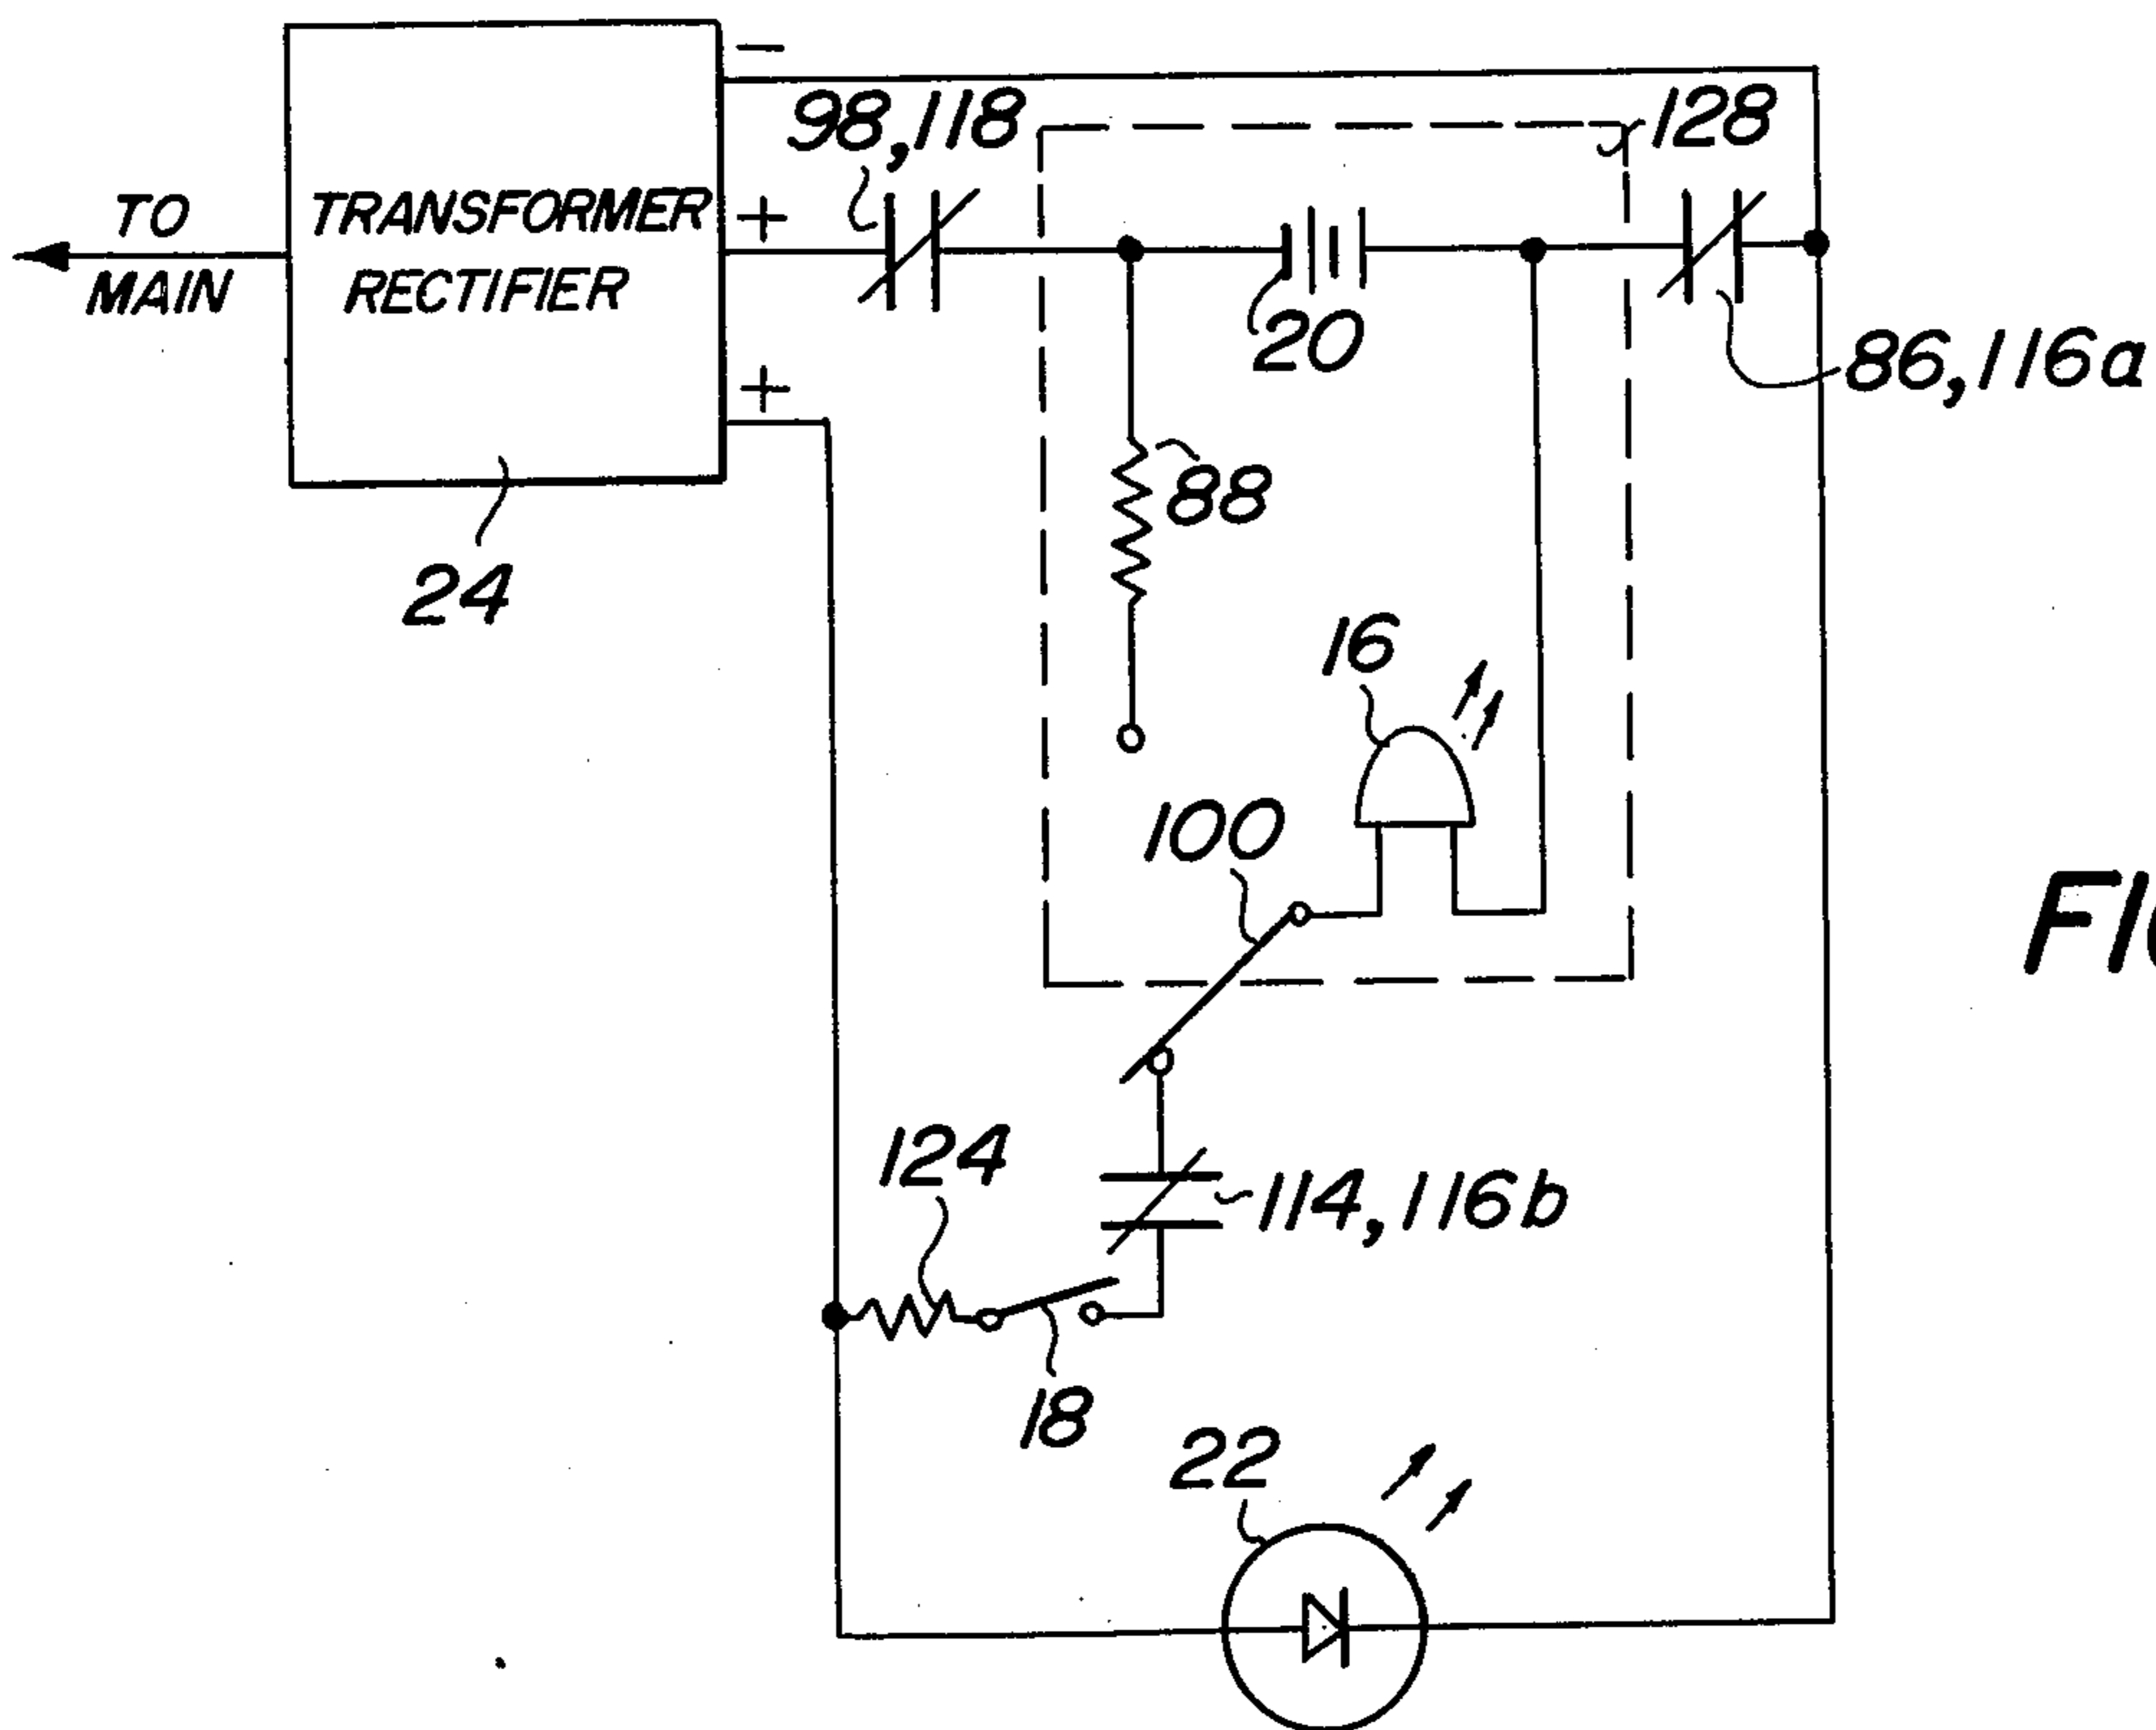 −
98,118
128
TO
MAIN
TRANSFORMER
RECTIFIER
+
20
86,116a
+
88
24
16
100
FI
124
114,116b
18
22